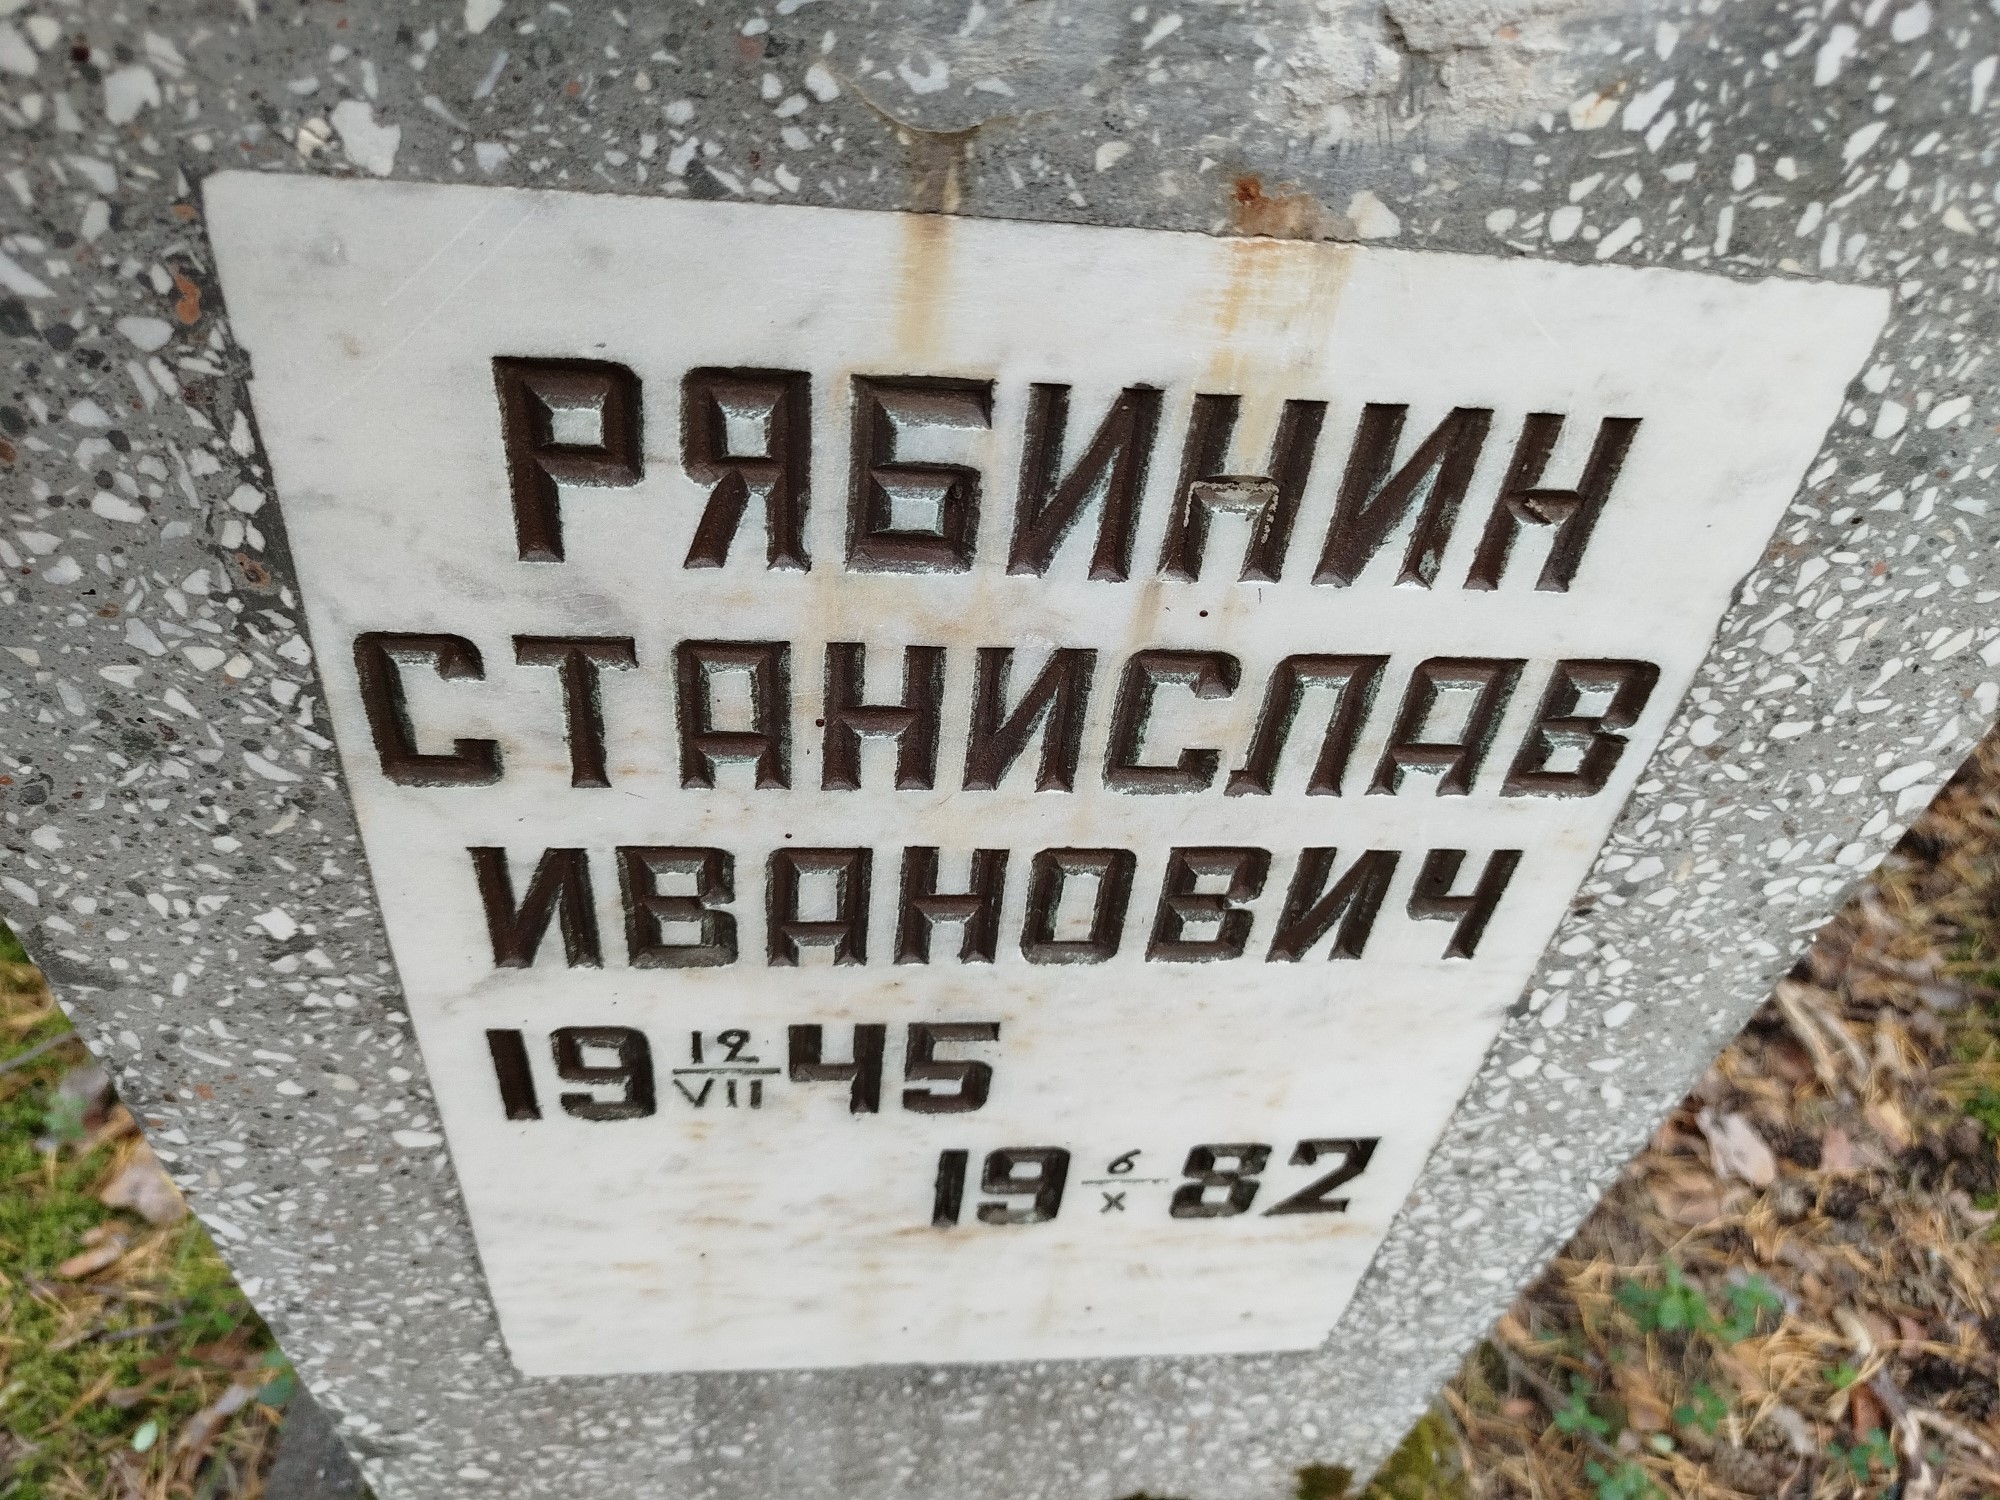 РЯБИНИН
СТАНИСЛАВ
ИВАНОВИЧ
19 12/VII 45
19 6/X 82